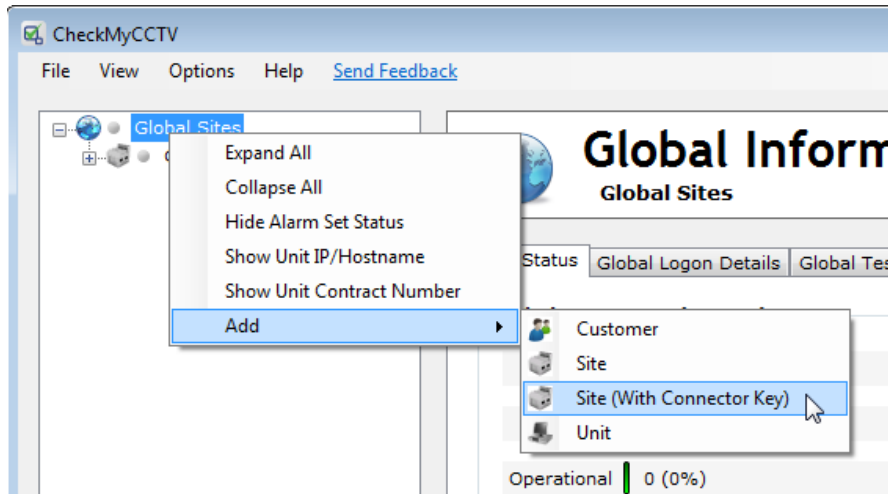 CheckMyCCTV
File View Options Help Send Feedback
Global Sites
Expand All
Collapse All
Hide Alarm Set Status
Show Unit IP/Hostname
Show Unit Contract Number
Add
Global Inform
Global Sites
Status Global Logon Details Global Tes
Customer
Site
Site (With Connector Key)
Unit
Operational 0 (0%)